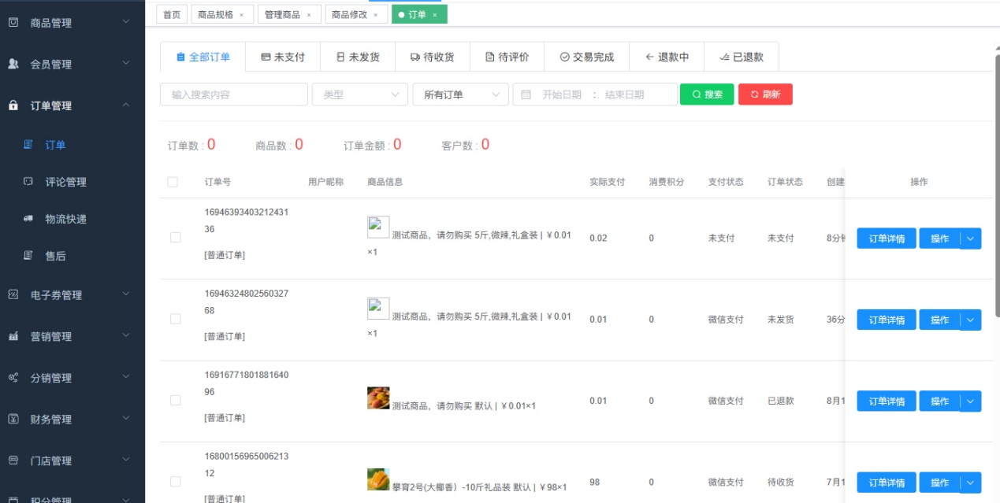 商品管理
会员管理
订单管理
订单
评论管理
物流快递
售后
电子券管理
营销管理
分销管理
财务管理
门店管理
积分管理
首页 商品规格 × 管理商品 × 商品修改 × 订单 ×
全部订单 未支付 未发货 待收货 待评价 交易完成 退款中 已退款
输入搜索内容 类型 所有订单 开始日期 : 结束日期 搜索 刷新
订单数 : 0 商品数 : 0 订单金额 : 0 客户数 : 0
订单号 用户昵称 商品信息 实际支付 消费积分 支付状态 订单状态 创建 操作
16946393403212431
36
[普通订单]
测试商品，请勿购买 5斤,微辣,礼盒装 | ￥0.01
×1
0.02 0 未支付 未支付 8分钟 订单详情 操作
16946324802560327
68
[普通订单]
测试商品，请勿购买 5斤,微辣,礼盒装 | ￥0.01
×1
0.01 0 微信支付 未发货 36分 订单详情 操作
16916771801881640
96
[普通订单]
测试商品，请勿购买 默认 | ￥0.01×1
0.01 0 微信支付 已退款 8月1 订单详情 操作
16800156965006213
12
[普通订单]
攀育2号(大椰香）-10斤礼品装 默认 | ￥98×1
98 0 微信支付 待收货 7月1 订单详情 操作